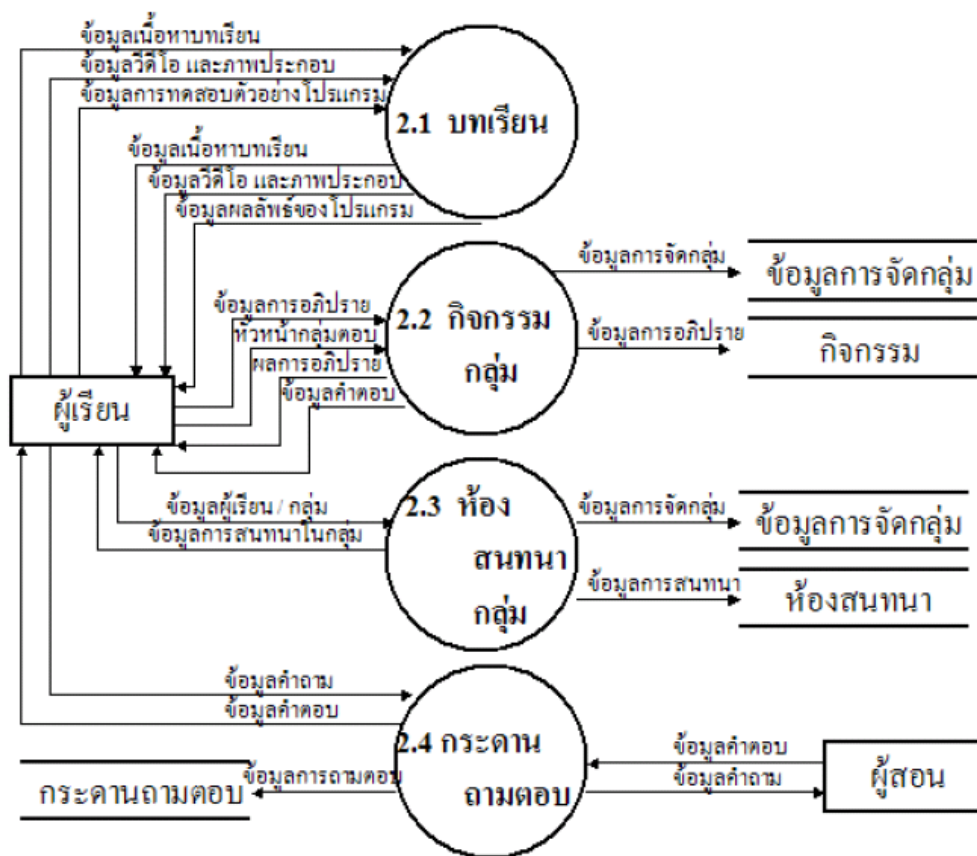 ข้อมูลเนื้อหาบทเรียน
ข้อมูลวีดีโอ และภาพประกอบ
ข้อมูลการทดสอบตัวอย่างโปรแกรม
2.1 บทเรียน
ข้อมูลเนื้อหาบทเรียน
ข้อมูลวีดีโอ และภาพประกอบ
ข้อมูลผลลัพธ์ของโปรแกรม
ข้อมูลการจัดกลุ่ม
ข้อมูลการจัดกลุ่ม
ข้อมูลการอภิปราย
2.2 กิจกรรม
กลุ่ม
ข้อมูลการอภิปราย
กิจกรรม
หัวหน้ากลุ่มตอบ
ผลการอภิปราย
ข้อมูลคำตอบ
ผู้เรียน
ข้อมูลผู้เรียน / กลุ่ม
ข้อมูลการสนทนาในกลุ่ม
2.3 ห้อง
สนทนา
กลุ่ม
ข้อมูลการจัดกลุ่ม
ข้อมูลการจัดกลุ่ม
ข้อมูลการสนทนา
ห้องสนทนา
ข้อมูลคำถาม
ข้อมูลคำตอบ
2.4 กระดาน
ถามตอบ
ข้อมูลคำตอบ
ข้อมูลคำถาม
ผู้สอน
ข้อมูลการถามตอบ
กระดานถามตอบ